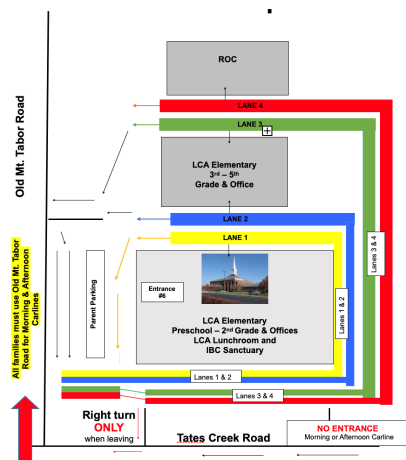 ROC
LANE 4
LANE 3
LCA Elementary
3rd – 5th
Grade & Office
LANE 2
LANE 1
Entrance
#6
LCA Elementary
Preschool – 2nd Grade & Offices
LCA Lunchroom and
IBC Sanctuary
Old Mt. Tabor Road
All families must use Old Mt. Tabor
Road for Morning & Afternoon
Carlines
Parent Parking
Lanes 1 & 2
Lanes 3 & 4
Lanes 1 & 2
Lanes 3 & 4
Right turn
ONLY
when leaving
Tates Creek Road
NO ENTRANCE
Morning or Afternoon Carline